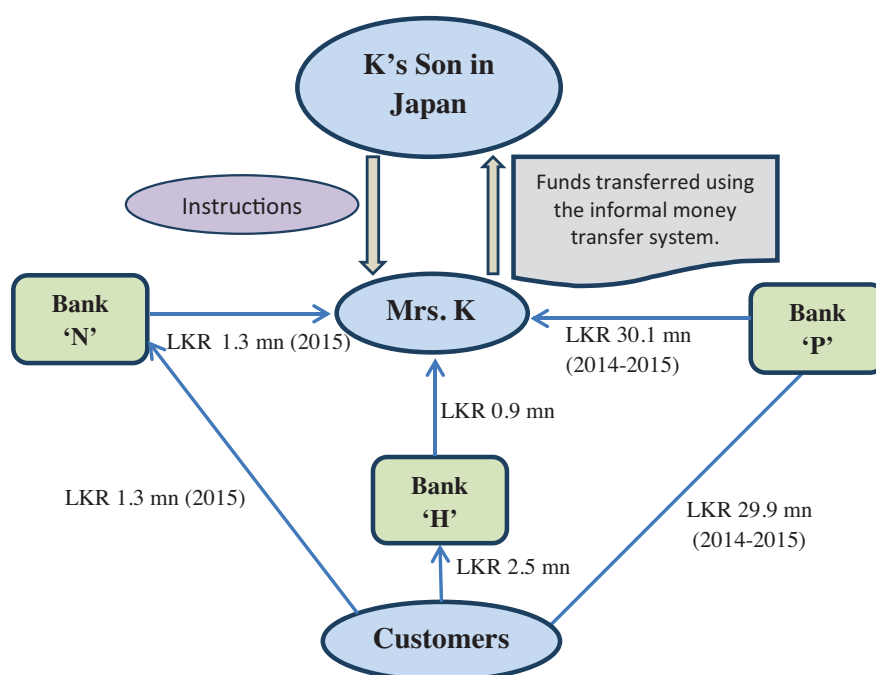 K’s Son in
Japan
Instructions
Funds transferred using
the informal money
transfer system.
Bank
‘N’
Mrs. K
Bank
‘P’
LKR 1.3 mn (2015)
LKR 30.1 mn
(2014-2015)
LKR 0.9 mn
Bank
‘H’
LKR 1.3 mn (2015)
LKR 29.9 mn
(2014-2015)
LKR 2.5 mn
Customers